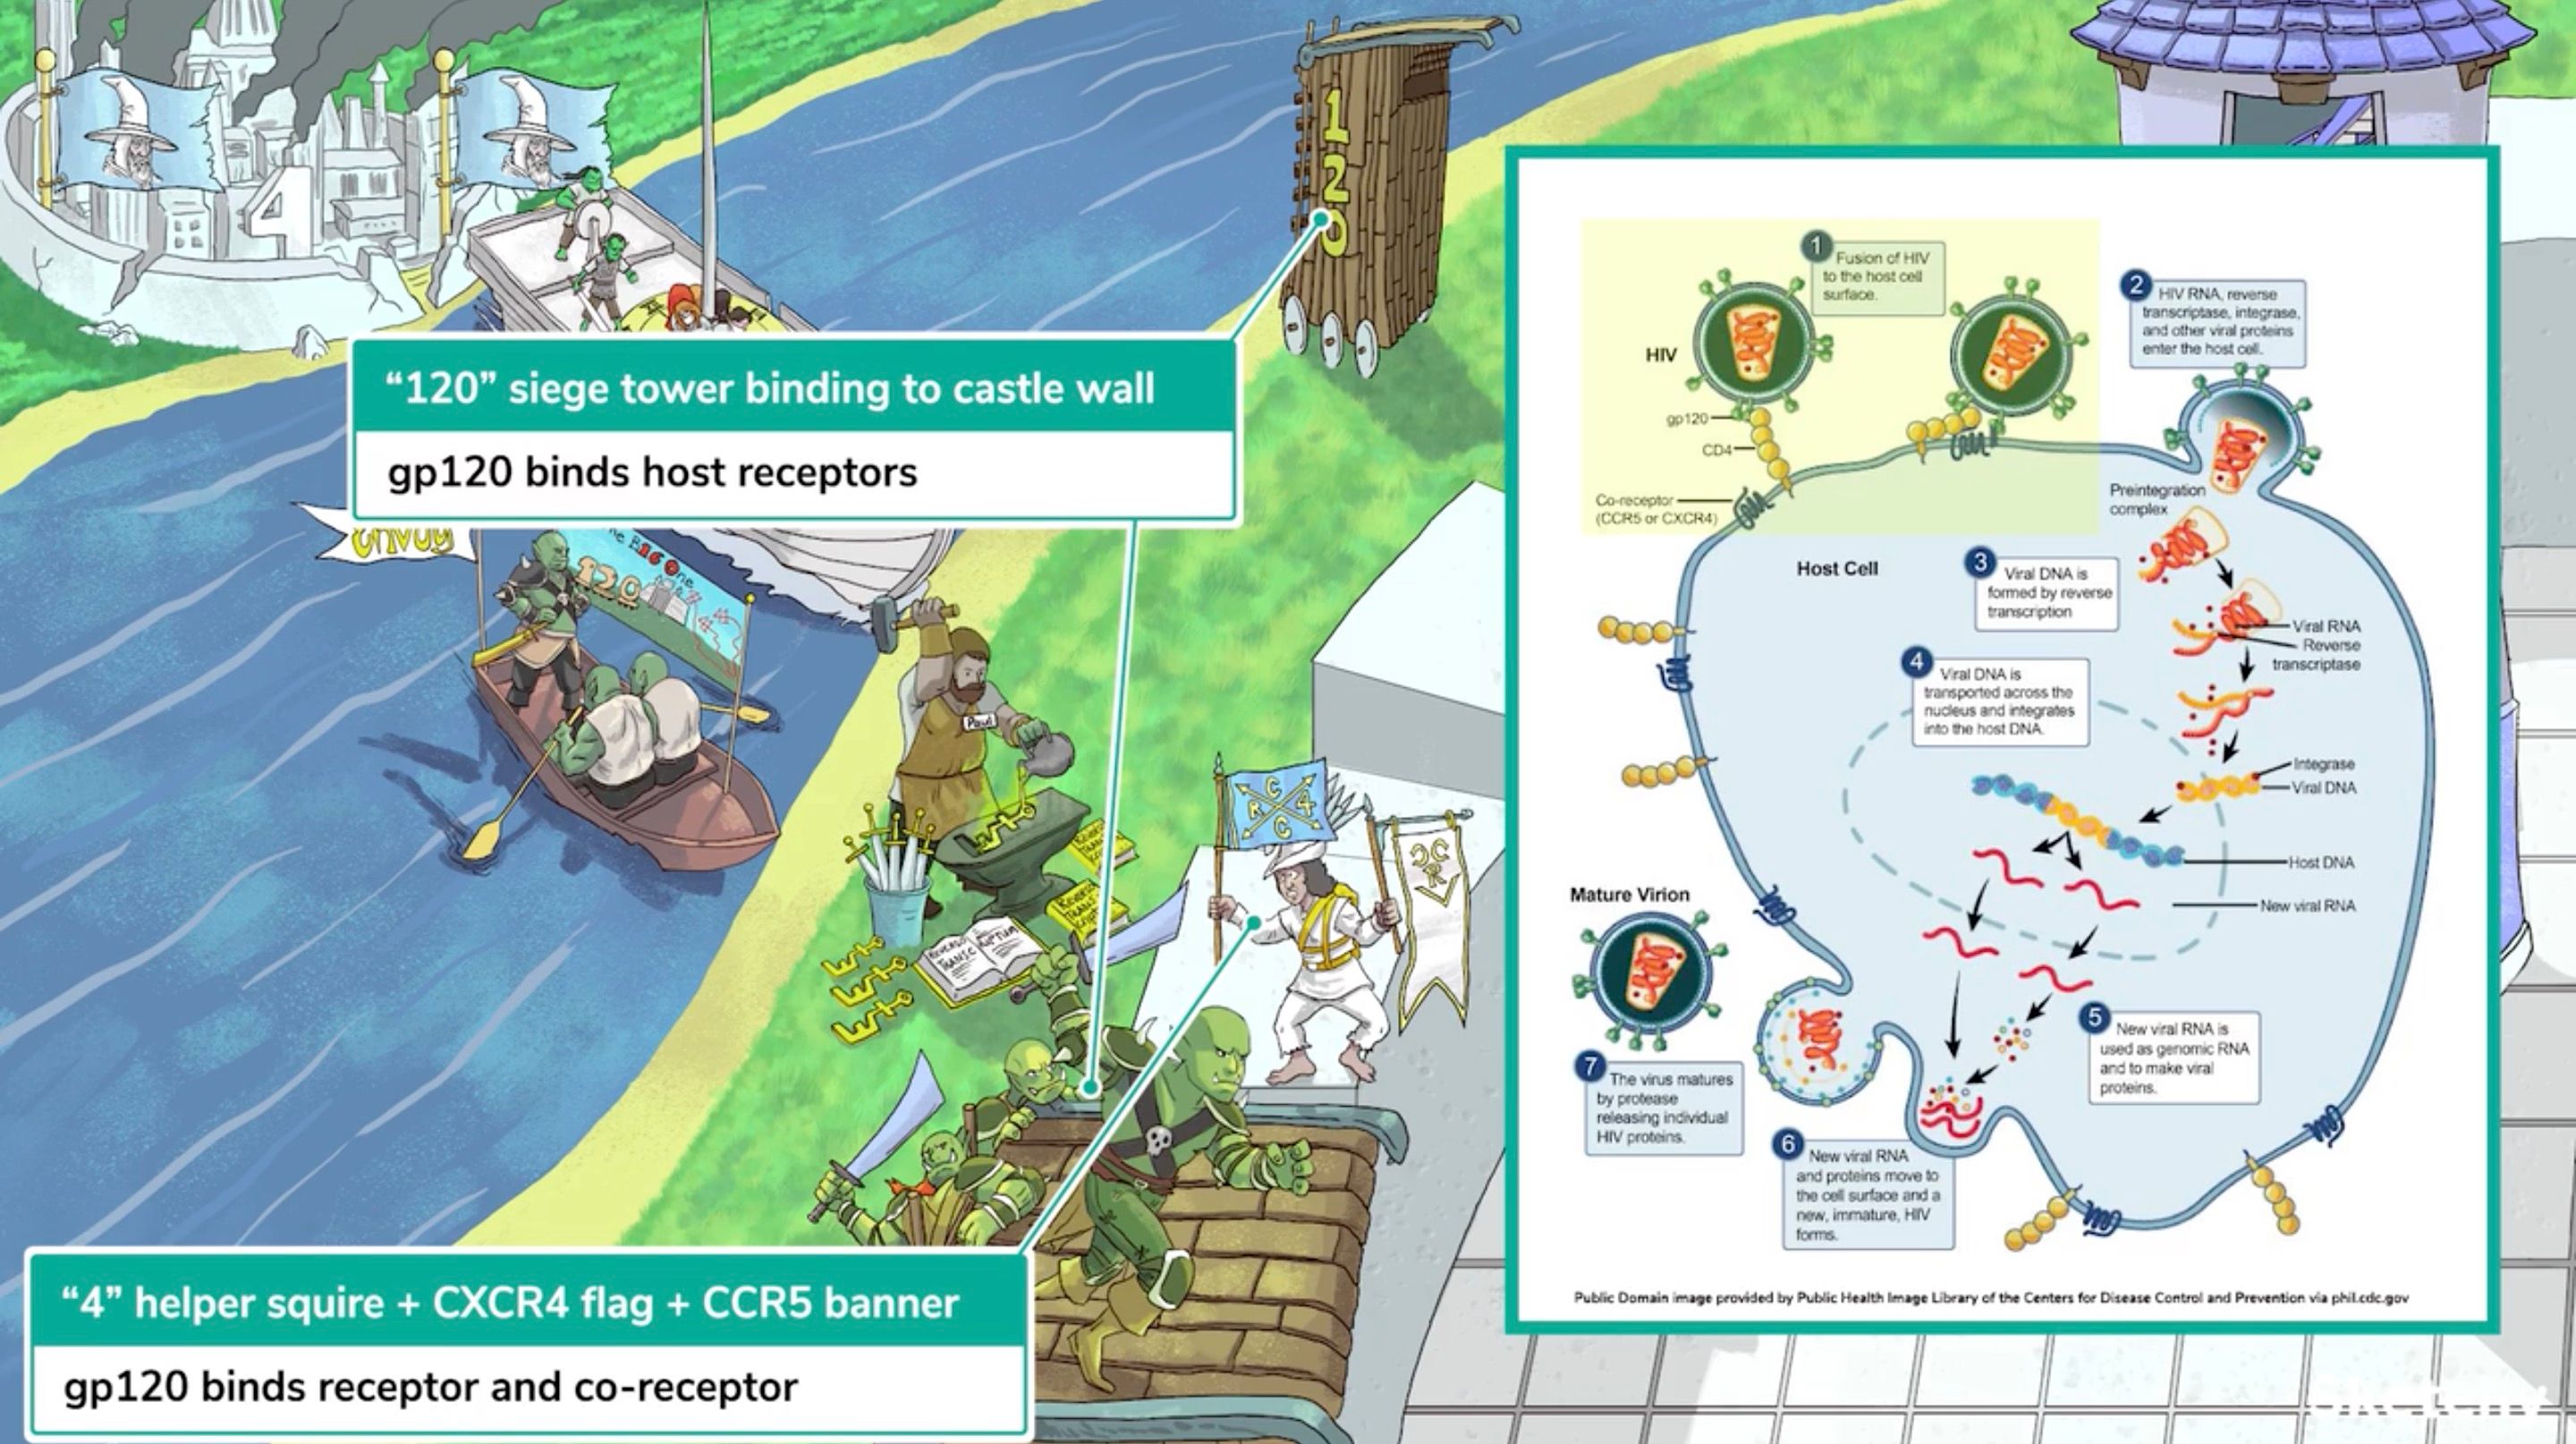 120
4
“120” siege tower binding to castle wall
gp120 binds host receptors
envoy
The B16 One
120
Paul
REVERSE TRANSCRIPTUM
C
R 4
C
CCR
V
“4” helper squire + CXCR4 flag + CCR5 banner
gp120 binds receptor and co-receptor
1
Fusion of HIV
to the host cell
surface.
2
HIV RNA, reverse
transcriptase, integrase,
and other viral proteins
enter the host cell.
HIV
gp120
CD4
Co-receptor
(CCR5 or CXCR4)
Preintegration
complex
Host Cell
3
Viral DNA is
formed by reverse
transcription
Viral RNA
Reverse
transcriptase
4
Viral DNA is
transported across the
nucleus and integrates
into the host DNA.
Integrase
Viral DNA
Host DNA
New viral RNA
Mature Virion
5
New viral RNA is
used as genomic RNA
and to make viral
proteins.
7
The virus matures
by protease
releasing individual
HIV proteins.
6
New viral RNA
and proteins move to
the cell surface and a
new, immature, HIV
forms.
Public Domain image provided by Public Health Image Library of the Centers for Disease Control and Prevention via phil.cdc.gov